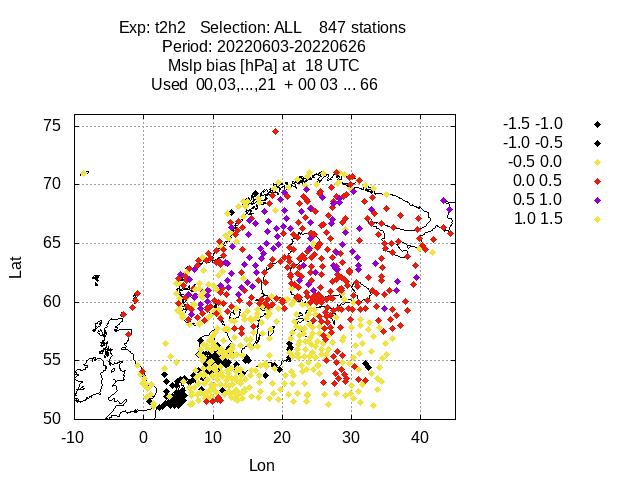 Exp: t2h2 Selection: ALL 847 stations
Period: 20220603-20220626
Mslp bias [hPa] at 18 UTC
Used 00,03,...,21 + 00 03 ... 66
-1.5 -1.0
-1.0 -0.5
-0.5 0.0
0.0 0.5
0.5 1.0
1.0 1.5
75
70
65
60
55
50
Lat
-10 0 10 20 30 40
Lon